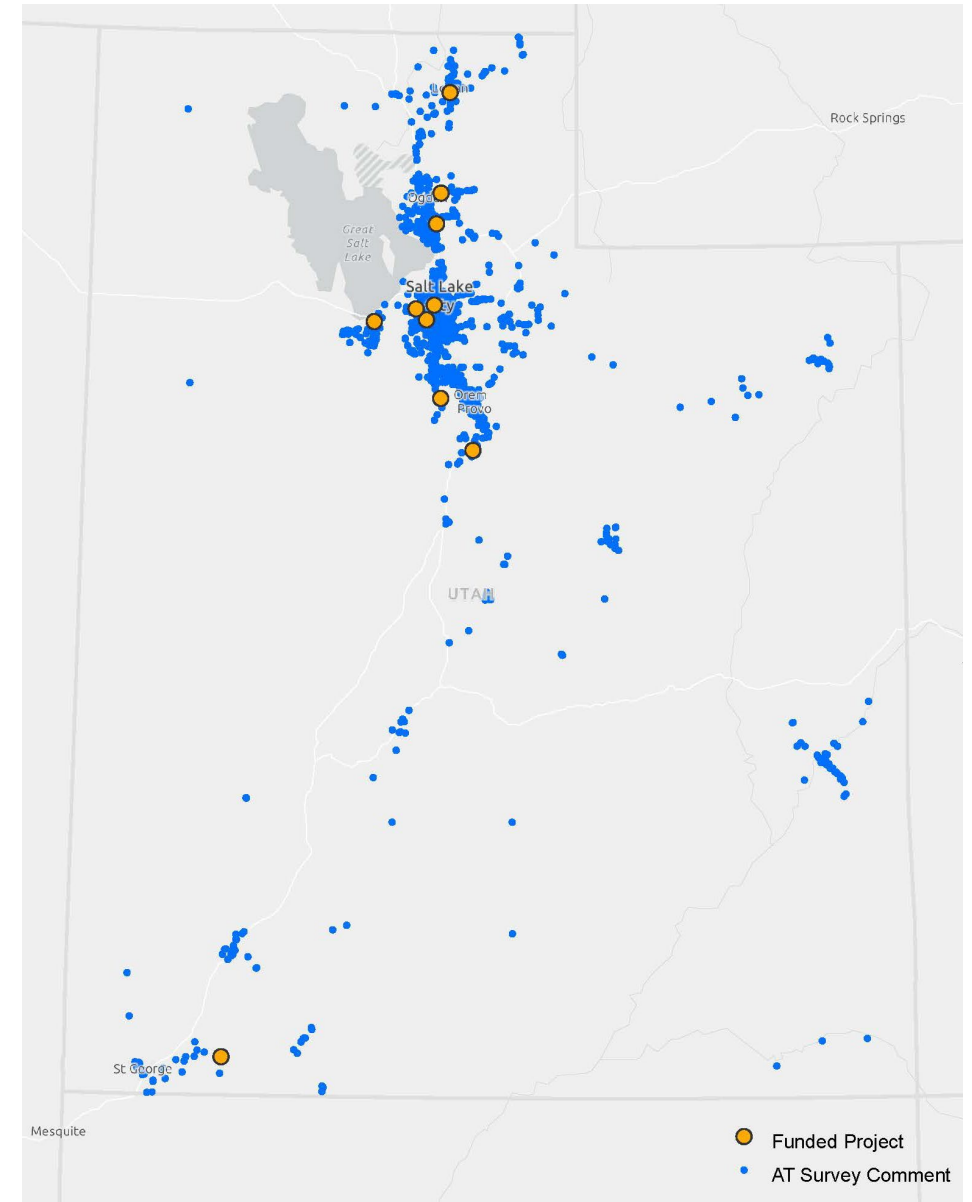 Rock Springs
Great
Salt
Lake
Salt Lake
Orem
Provo
UTAH
St George
Mesquite
Funded Project
AT Survey Comment